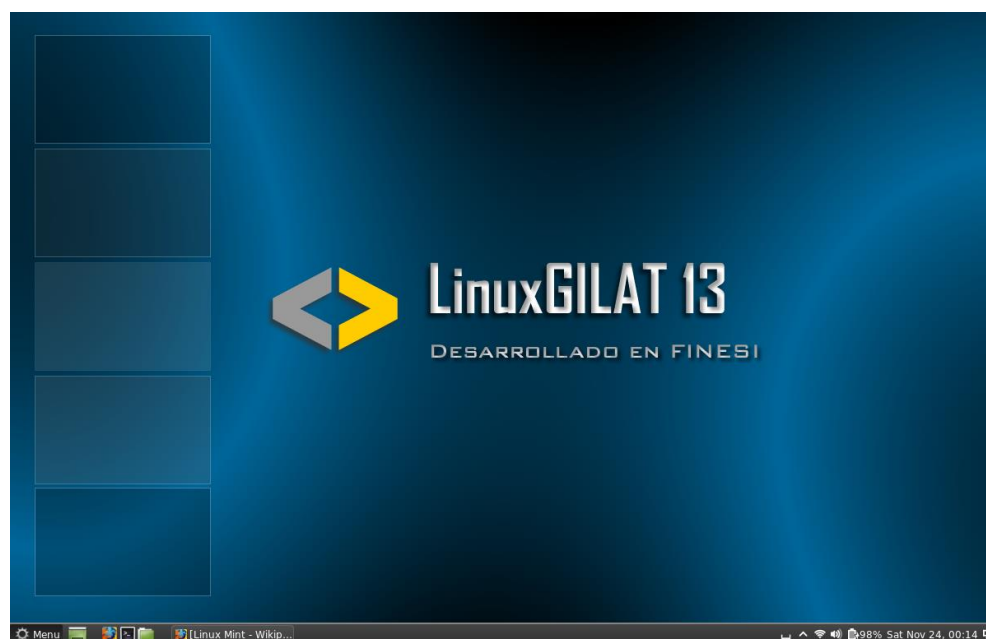 LinuxGILAT 13
DESARROLLADO EN FINESI
Menu
[Linux Mint - Wikip...
98% Sat Nov 24, 00:14